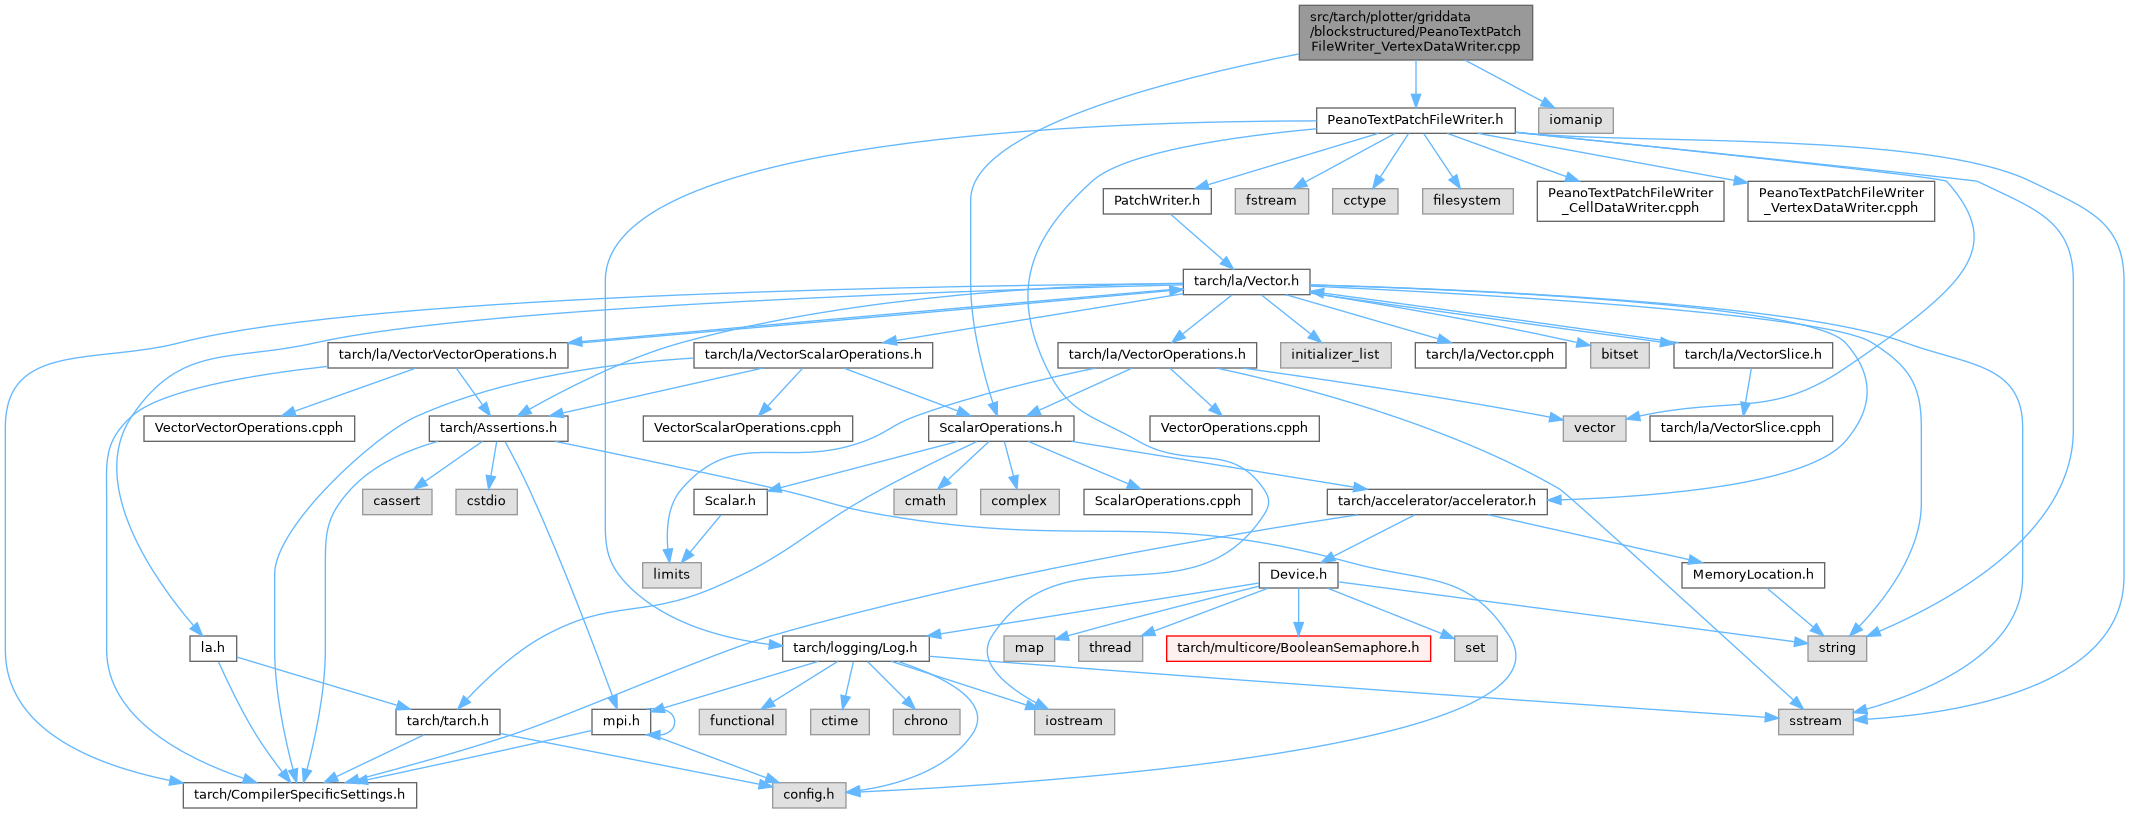 src/tarch/plotter/griddata
/blockstructured/PeanoTextPatch
FileWriter_VertexDataWriter.cpp
PeanoTextPatchFileWriter.h
iomanip
PatchWriter.h
fstream
cctype
filesystem
PeanoTextPatchFileWriter
_CellDataWriter.cpph
PeanoTextPatchFileWriter
_VertexDataWriter.cpph
tarch/la/Vector.h
tarch/la/VectorVectorOperations.h
tarch/la/VectorScalarOperations.h
tarch/la/VectorOperations.h
initializer_list
tarch/la/Vector.cpph
bitset
tarch/la/VectorSlice.h
VectorVectorOperations.cpph
tarch/Assertions.h
VectorScalarOperations.cpph
ScalarOperations.h
VectorOperations.cpph
vector
tarch/la/VectorSlice.cpph
cassert
cstdio
Scalar.h
cmath
complex
ScalarOperations.cpph
tarch/accelerator/accelerator.h
limits
Device.h
MemoryLocation.h
la.h
tarch/logging/Log.h
map
thread
tarch/multicore/BooleanSemaphore.h
set
string
tarch/tarch.h
mpi.h
functional
ctime
chrono
iostream
sstream
tarch/CompilerSpecificSettings.h
config.h